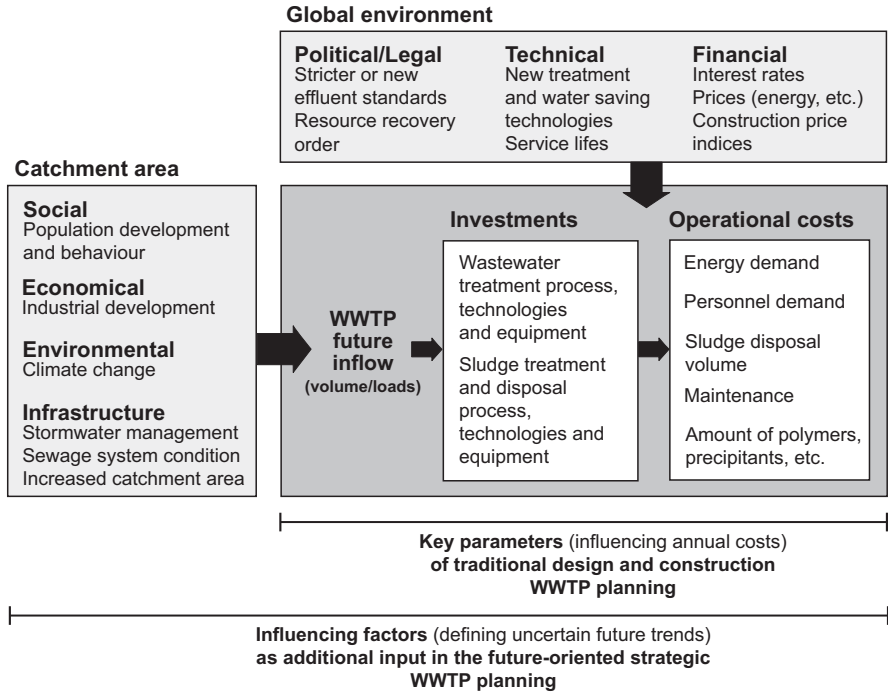 Global environment
Political/Legal
Stricter or new
effluent standards
Resource recovery
order
Technical
New treatment
and water saving
technologies
Service lifes
Financial
Interest rates
Prices (energy, etc.)
Construction price
indices
Catchment area
Social
Population development
and behaviour
Economical
Industrial development
Environmental
Climate change
Infrastructure
Stormwater management
Sewage system condition
Increased catchment area
WWTP
future
inflow
(volume/loads)
Investments
Wastewater
treatment process,
technologies
and equipment
Sludge treatment
and disposal
process,
technologies and
equipment
Operational costs
Energy demand
Personnel demand
Sludge disposal
volume
Maintenance
Amount of polymers,
precipitants, etc.
Key parameters (influencing annual costs)
of traditional design and construction
WWTP planning
Influencing factors (defining uncertain future trends)
as additional input in the future-oriented strategic
WWTP planning